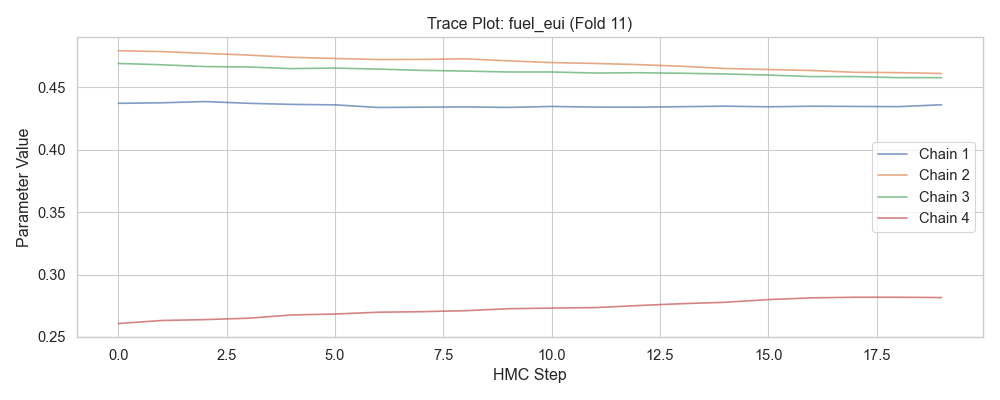 Trace Plot: fuel_eui (Fold 11)
Parameter Value
0.45
0.40
0.35
0.30
0.25
Chain 1
Chain 2
Chain 3
Chain 4
0.0 2.5 5.0 7.5 10.0 12.5 15.0 17.5
HMC Step